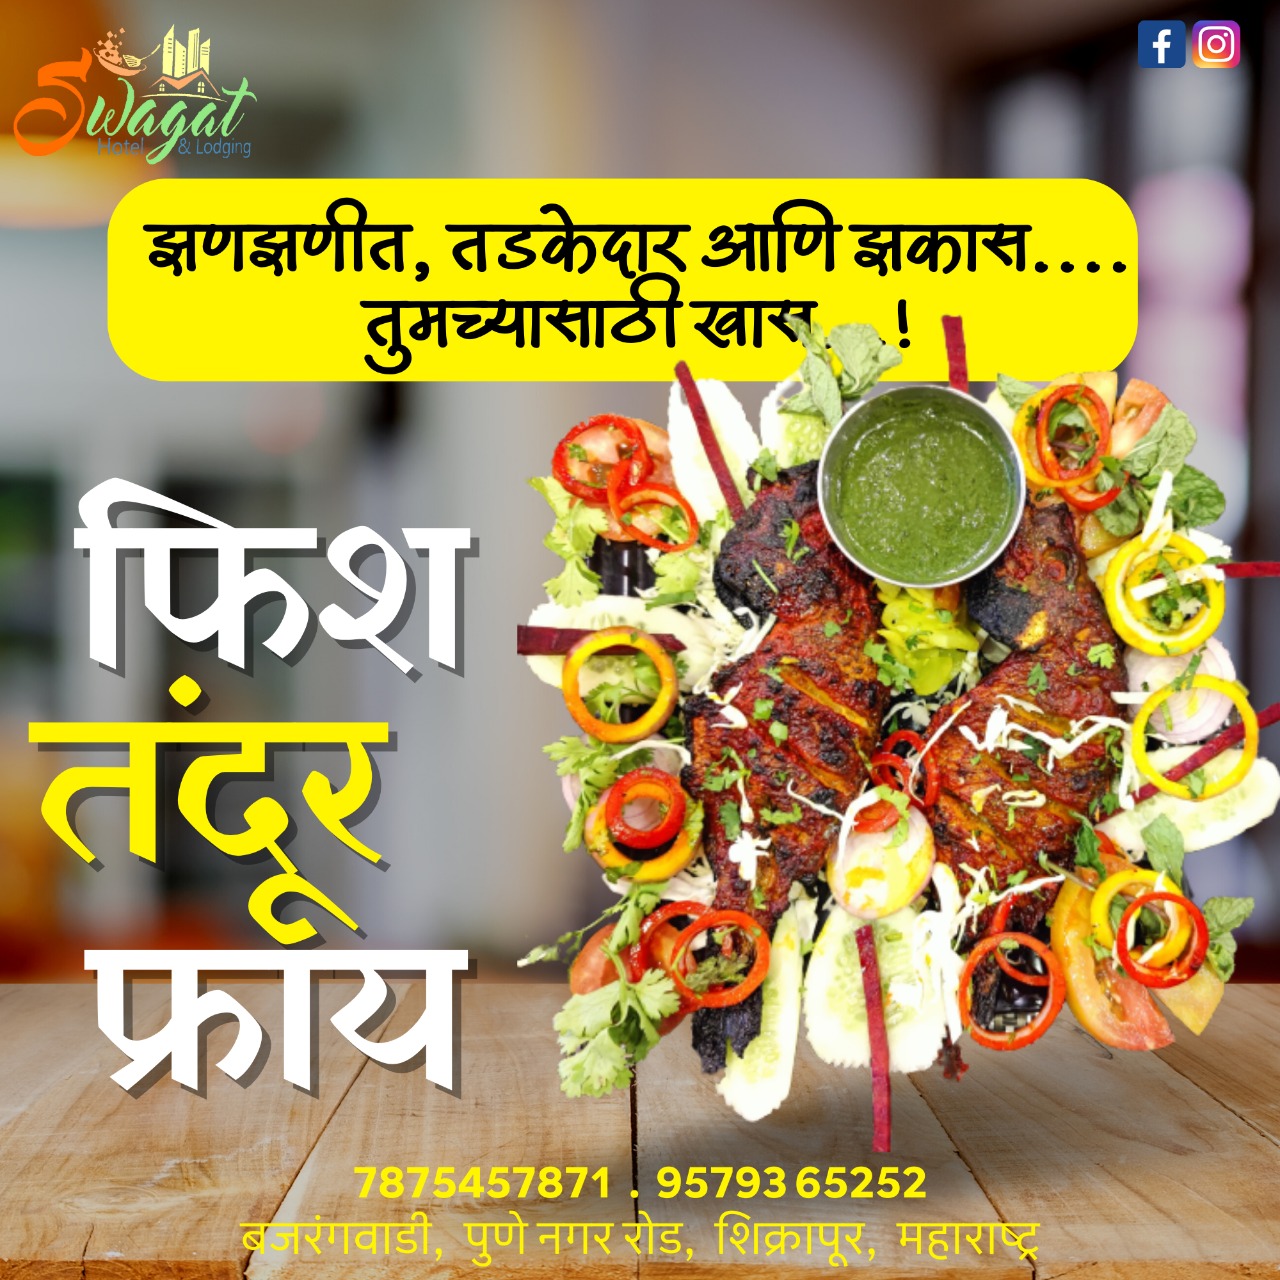 Swagat
Hotel & Lodging
झणझणीत, तडकेदार आणि झकास....
तुमच्यासाठी खास....!
फिश
तंदूर
फ्राय
7875457871 . 9579365252
बजरंगवाडी, पुणे नगर रोड, शिक्रापूर, महाराष्ट्र